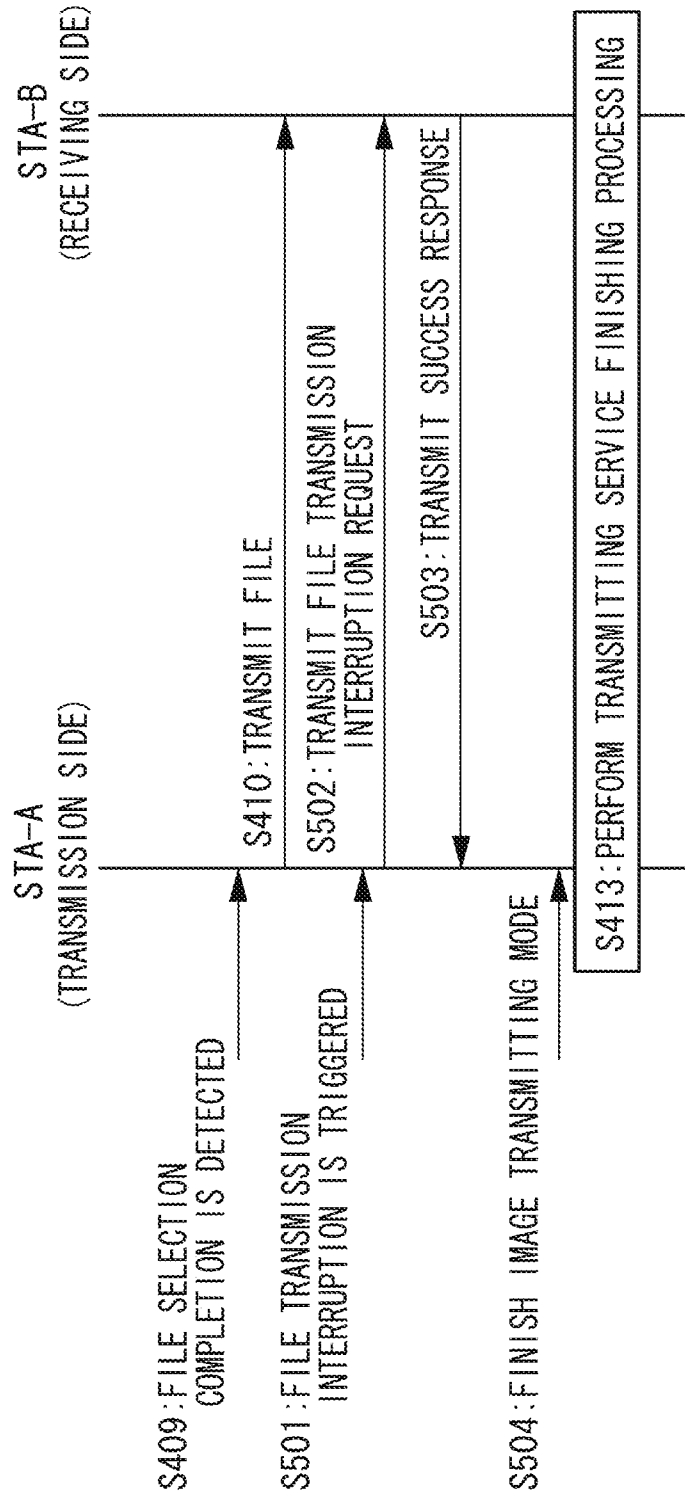 STA-A
(TRANSMISSION SIDE)
STA-B
(RECEIVING SIDE)
S409:FILE SELECTION
COMPLETION IS DETECTED
S410:TRANSMIT FILE
S501:FILE TRANSMISSION
INTERRUPTION IS TRIGGERED
S502:TRANSMIT FILE TRANSMISSION
INTERRUPTION REQUEST
S503:TRANSMIT SUCCESS RESPONSE
S504:FINISH IMAGE TRANSMITTING MODE
S413:PERFORM TRANSMITTING SERVICE FINISHING PROCESSING